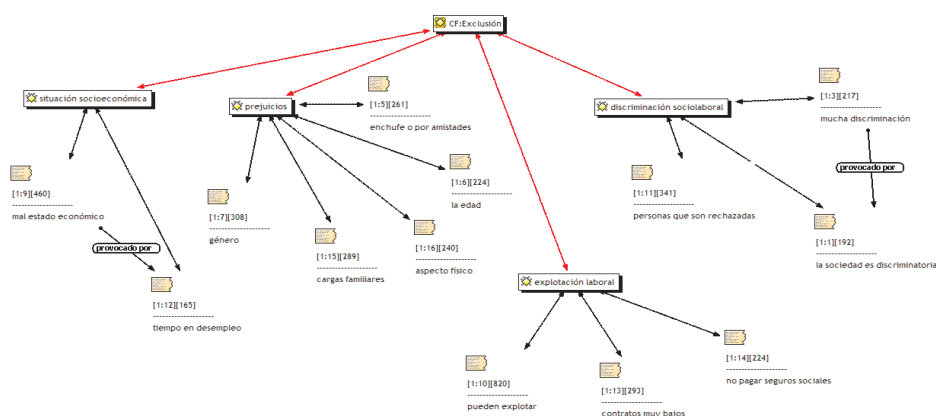 CF:Exclusión
situación socioeconómica
prejuicios
discriminación sociolaboral
[1:5][261]
--------------------
enchufe o por amistades
[1:3][217]
--------------------
mucha discriminación
provocado por
[1:9][460]
--------------------
mal estado económico
provocado por
[1:12][165]
--------------------
tiempo en desempleo
[1:7][308]
--------------------
género
[1:15][289]
--------------------
cargas familiares
[1:6][224]
--------------------
la edad
[1:16][240]
--------------------
aspecto físico
[1:11][341]
--------------------
personas que son rechazadas
[1:1][192]
--------------------
la sociedad es discriminatoria
explotación laboral
[1:10][820]
--------------------
pueden explotar
[1:13][293]
--------------------
contratos muy bajos
[1:14][224]
--------------------
no pagar seguros sociales